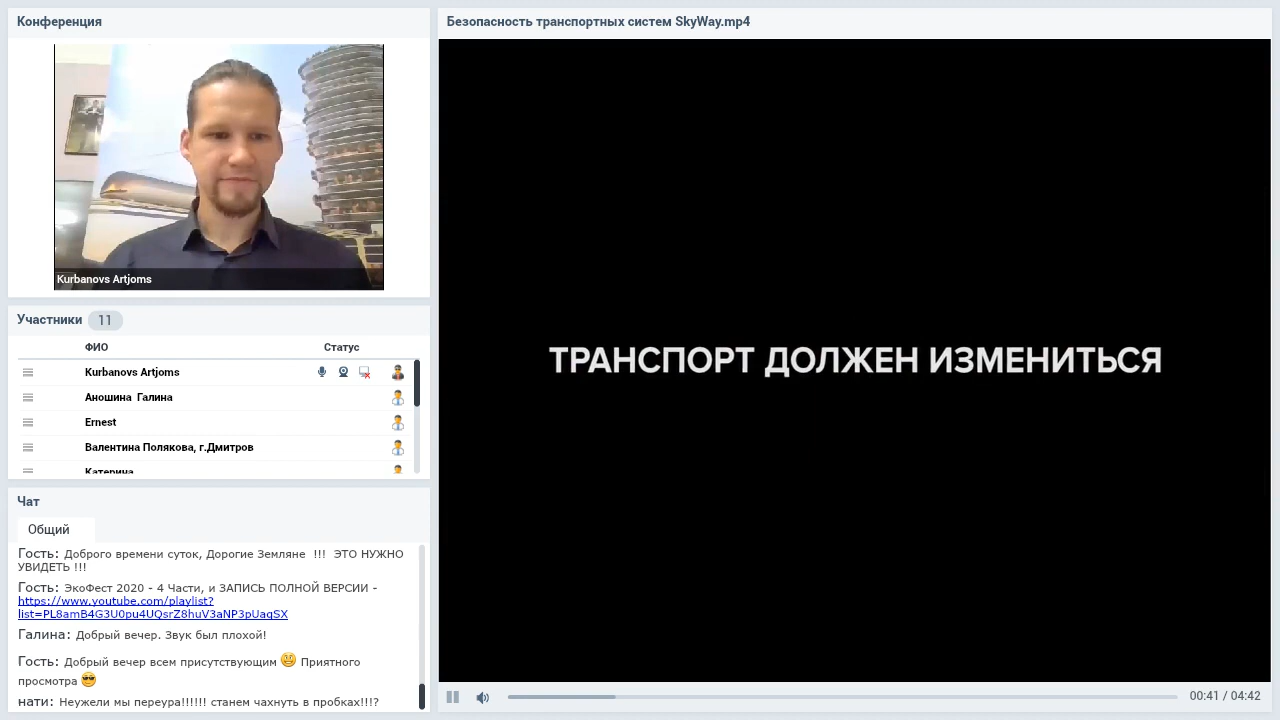 Конференция
Kurbanovs Artjoms
Участники 11
ФИО Статус
Kurbanovs Artjoms
Аношина Галина
Ernest
Валентина Полякова, г.Дмитров
Катерина
Чат
Общий
Гость: Доброго времени суток, Дорогие Земляне !!! ЭТО НУЖНО
УВИДЕТЬ !!!
Гость: ЭкоФест 2020 - 4 Части, и ЗАПИСЬ ПОЛНОЙ ВЕРСИИ -
https://www.youtube.com/playlist?
list=PL8amB4G3U0pu4UQsrZ8huV3aNP3pUaqSX
Галина: Добрый вечер. Звук был плохой!
Гость: Добрый вечер всем присутствующим Приятного
просмотра
нати: Неужели мы переура!!!!!! станем чахнуть в пробках!!!?
Безопасность транспортных систем SkyWay.mp4
ТРАНСПОРТ ДОЛЖЕН ИЗМЕНИТЬСЯ
00:41 / 04:42